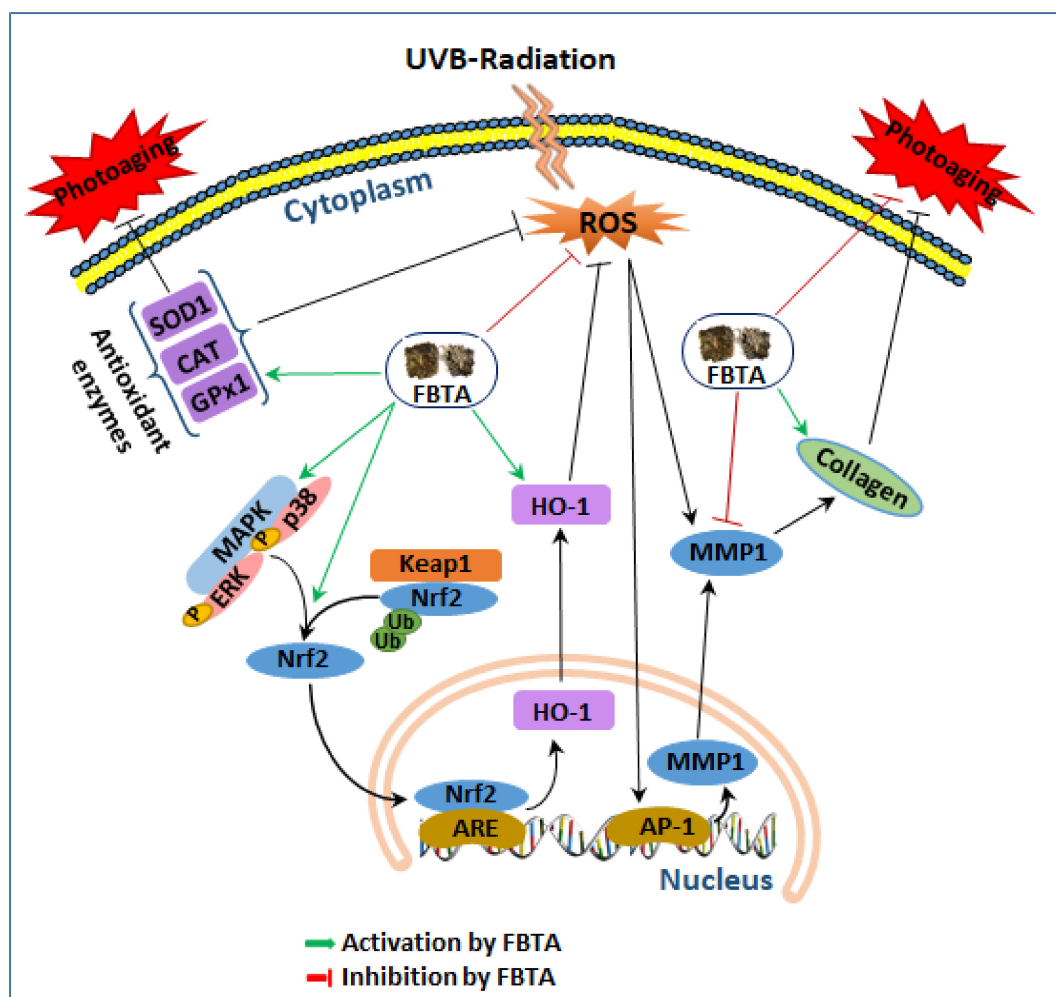 UVB-Radiation
Photoaging
Photoaging
Cytoplasm
ROS
SOD1
CAT
GPx1
Antioxidant
enzymes
FBTA
FBTA
Collagen
MAPK
p38
P
ERK
P
HO-1
MMP1
Keap1
Nrf2
Ub
Ub
Nrf2
HO-1
MMP1
Nrf2
ARE
AP-1
Nucleus
Activation by FBTA
Inhibition by FBTA